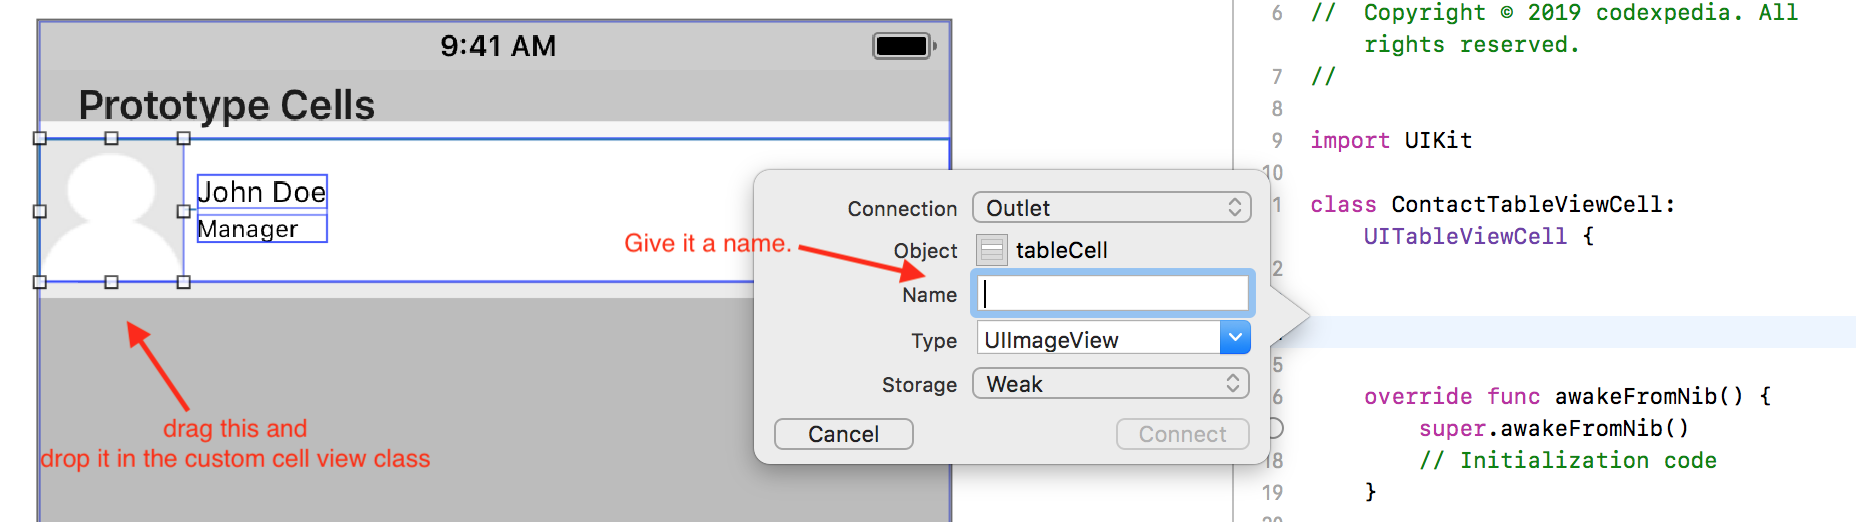 9:41 AM
Prototype Cells
John Doe
Manager
drag this and
drop it in the custom cell view class
Give it a name.
Connection Outlet
Object tableCell
Name
Type UIImageView
Storage Weak
Cancel Connect
6 // Copyright © 2019 codexpedia. All
rights reserved.
7 //
8
9 import UIKit
10
1 class ContactTableViewCell:
UITableViewCell {
2
5
6 override func awakeFromNib() {
super.awakeFromNib()
18 // Initialization code
19 }